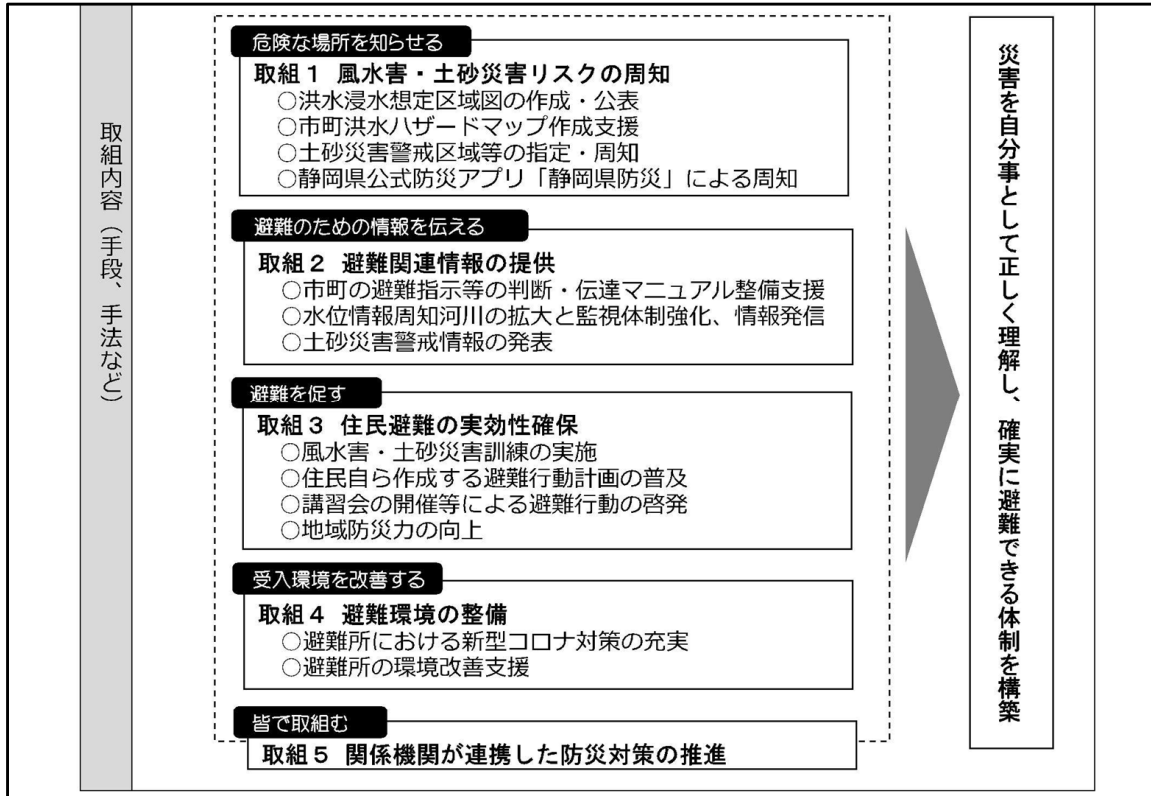 取組内容（手段、手法など）
危険な場所を知らせる
取組１ 風水害・土砂災害リスクの周知
○洪水浸水想定区域図の作成・公表
○市町洪水ハザードマップ作成支援
○土砂災害警戒区域等の指定・周知
○静岡県公式防災アプリ「静岡県防災」による周知
避難のための情報を伝える
取組２ 避難関連情報の提供
○市町の避難指示等の判断・伝達マニュアル整備支援
○水位情報周知河川の拡大と監視体制強化、情報発信
○土砂災害警戒情報の発表
避難を促す
取組３ 住民避難の実効性確保
○風水害・土砂災害訓練の実施
○住民自ら作成する避難行動計画の普及
○講習会の開催等による避難行動の啓発
○地域防災力の向上
受入環境を改善する
取組４ 避難環境の整備
○避難所における新型コロナ対策の充実
○避難所の環境改善支援
皆で取組む
取組５ 関係機関が連携した防災対策の推進
災害を自分事として正しく理解し、確実に避難できる体制を構築